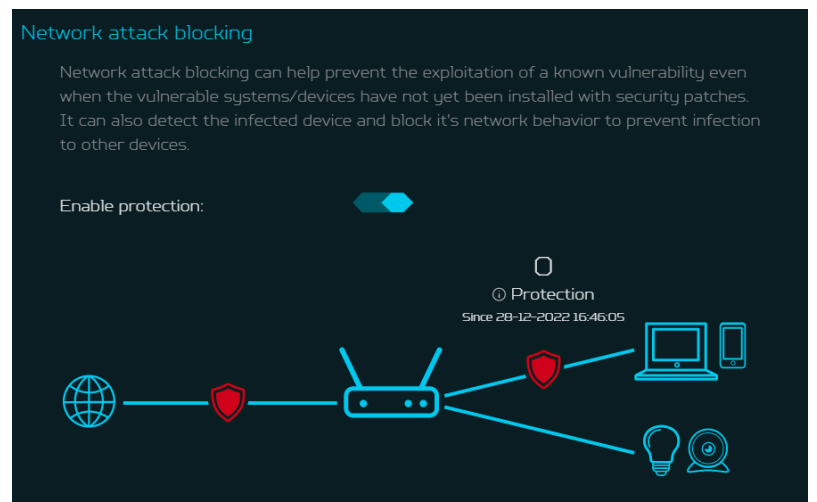 Network attack blocking
Network attack blocking can help prevent the exploitation of a known vulnerability even
when the vulnerable systems/devices have not yet been installed with security patches.
It can also detect the infected device and block it's network behavior to prevent infection
to other devices.
Enable protection:
0
Protection
Since 28-12-2022 16:46:05